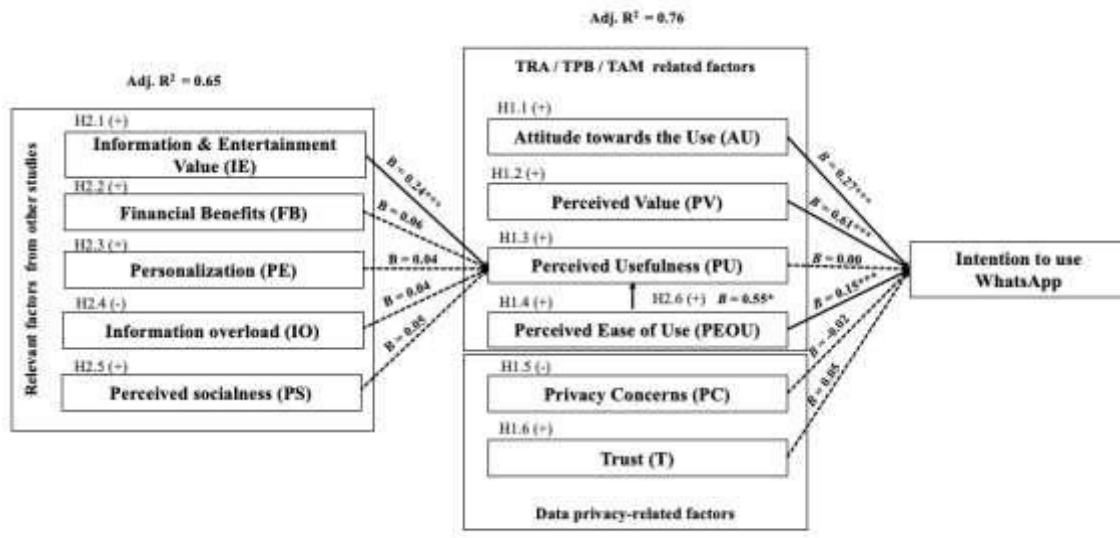 Adj. R² = 0.76
Adj. R² = 0.65
Relevant factors from other studies
H2.1 (+)
Information & Entertainment
Value (IE)
H2.2 (+)
Financial Benefits (FB)
H2.3 (+)
Personalization (PE)
H2.4 (-)
Information overload (IO)
H2.5 (+)
Perceived socialness (PS)
B = 0.24***
B = 0.06
B = 0.04
B = 0.04
B = 0.05
TRA / TPB / TAM related factors
H1.1 (+)
Attitude towards the Use (AU)
H1.2 (+)
Perceived Value (PV)
H1.3 (+)
Perceived Usefulness (PU)
H2.6 (+) B = 0.55*
H1.4 (+)
Perceived Ease of Use (PEOU)
H1.5 (-)
Privacy Concerns (PC)
H1.6 (+)
Trust (T)
Data privacy-related factors
B = 0.27***
B = 0.61***
B = 0.00
B = 0.15***
B = -0.02
B = 0.05
Intention to use
WhatsApp